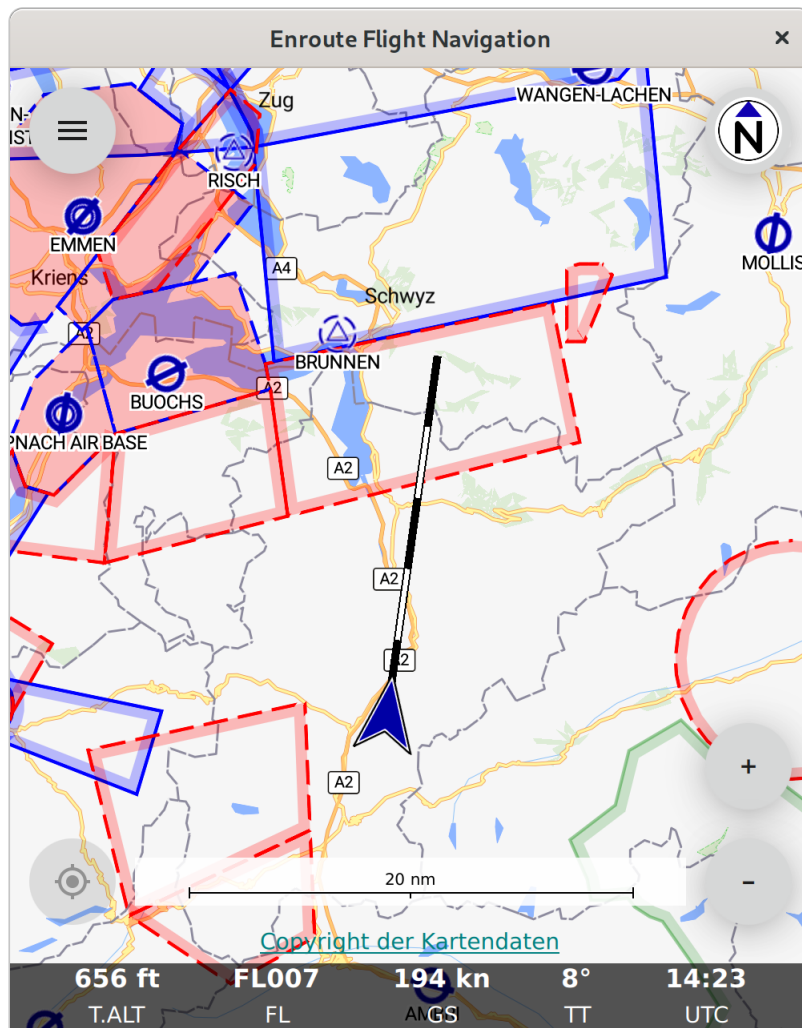 Enroute Flight Navigation
×
Zug
WANGEN-LACHEN
N
RISCH
EMMEN
MOLLIS
Kriens
A4
Schwyz
A2
BRUNNEN
A2
BUOCHS
PNACH AIR BASE
A2
A2
A2
A2
+
20 nm
−
Copyright der Kartendaten
656 ft FL007 194 kn 8° 14:23
T.ALT FL GS TT UTC